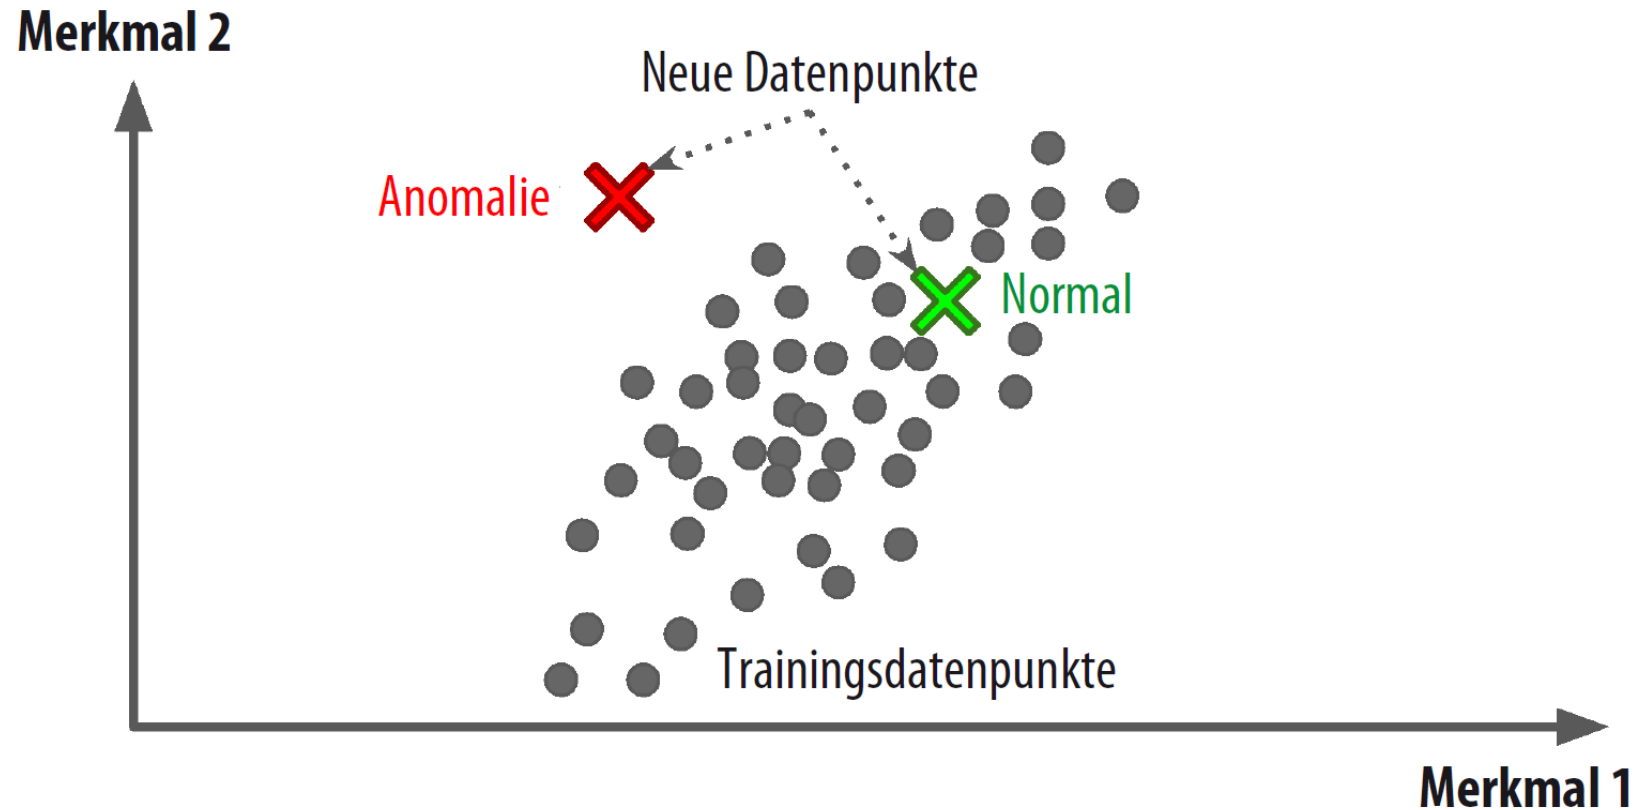 Merkmal 2
Neue Datenpunkte
Anomalie
Normal
Trainingsdatenpunkte
Merkmal 1